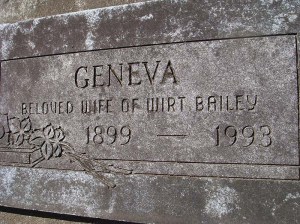 GENEVA
BELOVED WIFE OF WIRT BAILEY
1899 — 1993